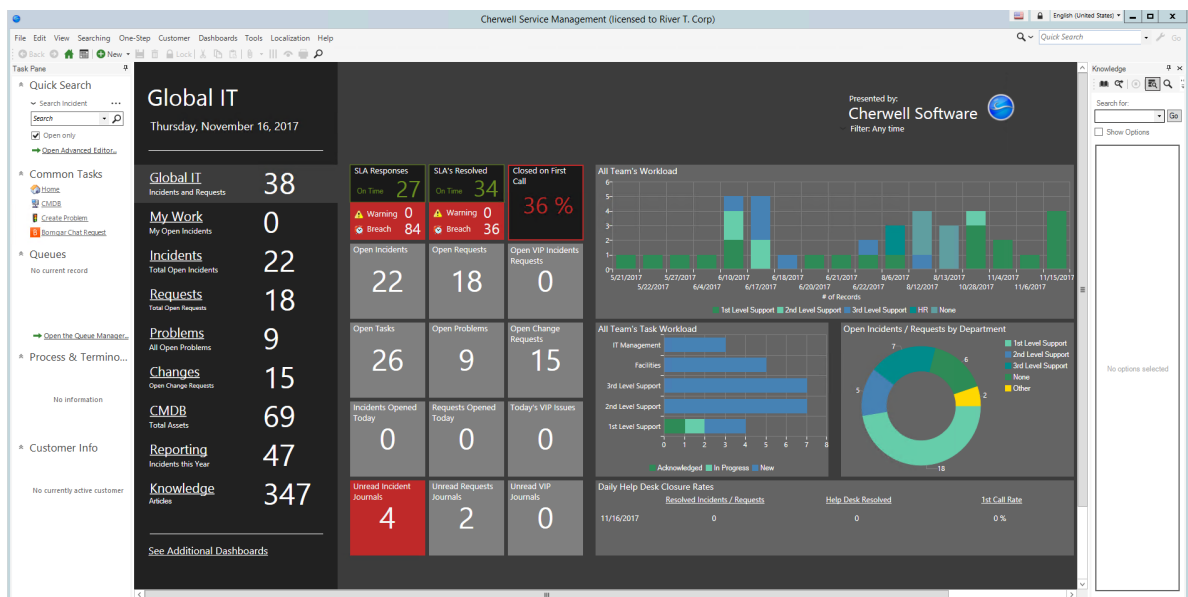 Cherwell Service Management (licensed to River T. Corp)
English (United States)
File Edit View Searching One-Step Customer Dashboards Tools Localization Help
Quick Search
Go
Back
New
Lock
Task Pane
Quick Search
Search Incident
Search
Open only
Open Advanced Editor...
Common Tasks
Home
CMDB
Create Problem
Bomgar Chat Request
Queues
No current record
Open the Queue Manager...
Process & Termino...
No information
Customer Info
No currently active customer
Global IT
Thursday, November 16, 2017
Presented by:
Cherwell Software
Filter: Any time
Global IT 38
Incidents and Requests
My Work 0
My Open Incidents
Incidents 22
Total Open Incidents
Requests 18
Total Open Requests
Problems 9
All Open Problems
Changes 15
Open Change Requests
CMDB 69
Total Assets
Reporting 47
Incidents this Year
Knowledge 347
Articles
See Additional Dashboards
SLA Responses
On Time 27
Warning 0
Breach 84
SLA's Resolved
On Time 34
Warning 0
Breach 36
Closed on First
Call
36 %
Open Incidents
22
Open Requests
18
Open VIP Incidents
Requests
0
Open Tasks
26
Open Problems
9
Open Change
Requests
15
Incidents Opened
Today
0
Requests Opened
Today
0
Today's VIP Issues
0
Unread Incident
Journals
4
Unread Requests
Journals
2
Unread VIP
Journals
0
All Team's Workload
6
5
4
3
2
1
0
5/21/2017 5/27/2017 6/10/2017 6/18/2017 6/21/2017 8/6/2017 8/13/2017 11/4/2017 11/15/2017
5/22/2017 6/4/2017 6/17/2017 6/20/2017 6/22/2017 8/12/2017 10/28/2017 11/6/2017
# of Records
1st Level Support 2nd Level Support 3rd Level Support HR None
All Team's Task Workload
IT Management
Facilities
3rd Level Support
2nd Level Support
1st Level Support
0 1 2 3 4 5 6 7 8
Acknowledged In Progress New
Open Incidents / Requests by Department
7
6
5
2
18
1st Level Support
2nd Level Support
3rd Level Support
None
Other
Daily Help Desk Closure Rates
Resolved Incidents / Requests Help Desk Resolved 1st Call Rate
11/16/2017 0 0 0 %
Knowledge
Search for:
Go
Show Options
No options selected